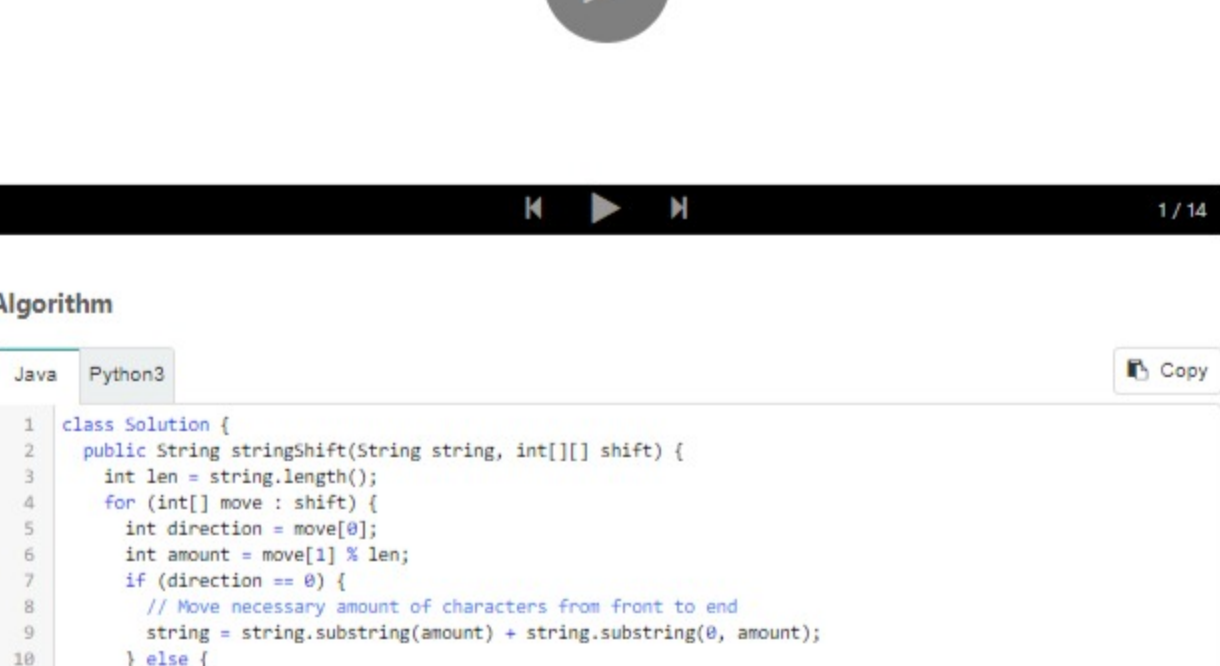 1 / 14
Algorithm
Java Python3 Copy
1 class Solution {
2 public String stringShift(String string, int[][] shift) {
3 int len = string.length();
4 for (int[] move : shift) {
5 int direction = move[0];
6 int amount = move[1] % len;
7 if (direction == 0) {
8 // Move necessary amount of characters from front to end
9 string = string.substring(amount) + string.substring(0, amount);
10 } else {